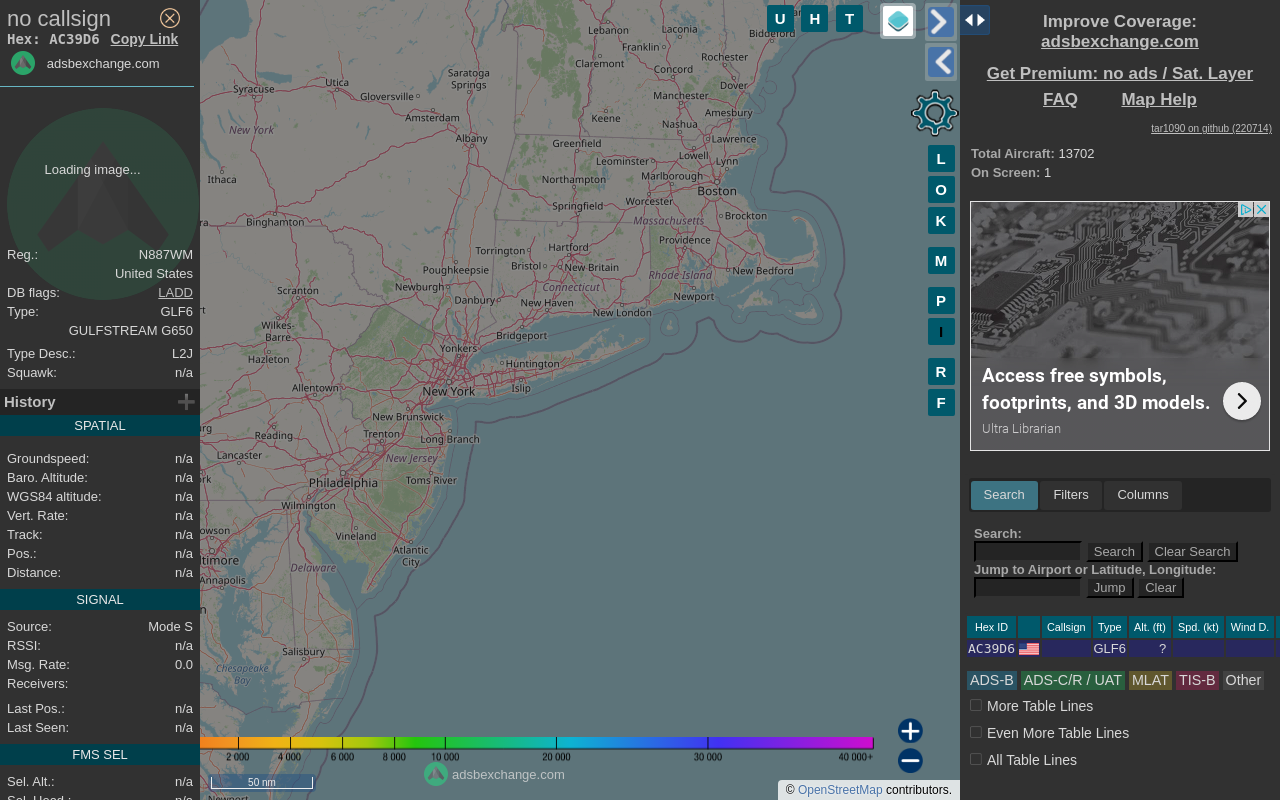 no callsign
Hex: AC39D6 Copy Link
adsbexchange.com
Loading image...
Reg.: N887WM
United States
DB flags: LADD
Type: GLF6
GULFSTREAM G650
Type Desc.: L2J
Squawk: n/a
History
SPATIAL
Groundspeed: n/a
Baro. Altitude: n/a
WGS84 altitude: n/a
Vert. Rate: n/a
Track: n/a
Pos.: n/a
Distance: n/a
SIGNAL
Source: Mode S
RSSI: n/a
Msg. Rate: 0.0
Receivers:
Last Pos.: n/a
Last Seen: n/a
FMS SEL
Sel. Alt.: n/a
Sel. Head.: n/a
U H T
Lebanon
Laconia
Biddeford
Franklin
Claremont
Rochester
Concord
Dover
Saratoga
Springs
Utica
Syracuse
Gloversville
Manchester
Amesbury
Amsterdam
Keene
Nashua
New York
Albany
Lawrence
Greenfield
Lowell
Leominster
Lynn
Ithaca
Northampton
Marlborough
Boston
Worcester
Springfield
Binghamton
Massachusetts
Brockton
Torrington
Hartford
Providence
Bristol
New Britain
New Bedford
Poughkeepsie
Rhode Island
Newburgh
Connecticut
Scranton
Danbury
New Haven
Newport
New London
Wilkes-
Barre
Bridgeport
Yonkers
Hazleton
Huntington
Allentown
New York
Islip
New Brunswick
Reading
Trenton
Long Branch
Lancaster
New Jersey
Philadelphia
Toms River
Wilmington
Vineland
Atlantic
City
Delaware
Annapolis
Salisbury
Chesapeake
Bay
L
O
K
M
P
I
R
F
2 000 4 000 6 000 8 000 10 000 20 000 30 000 40 000+
50 nm
adsbexchange.com
© OpenStreetMap contributors.
Improve Coverage:
adsbexchange.com
Get Premium: no ads / Sat. Layer
FAQ Map Help
tar1090 on github (220714)
Total Aircraft: 13702
On Screen: 1
Access free symbols,
footprints, and 3D models.
Ultra Librarian
Search Filters Columns
Search:
Search Clear Search
Jump to Airport or Latitude, Longitude:
Jump Clear
Hex ID Callsign Type Alt. (ft) Spd. (kt) Wind D.
AC39D6 GLF6 ?
ADS-B ADS-C/R / UAT MLAT TIS-B Other
More Table Lines
Even More Table Lines
All Table Lines